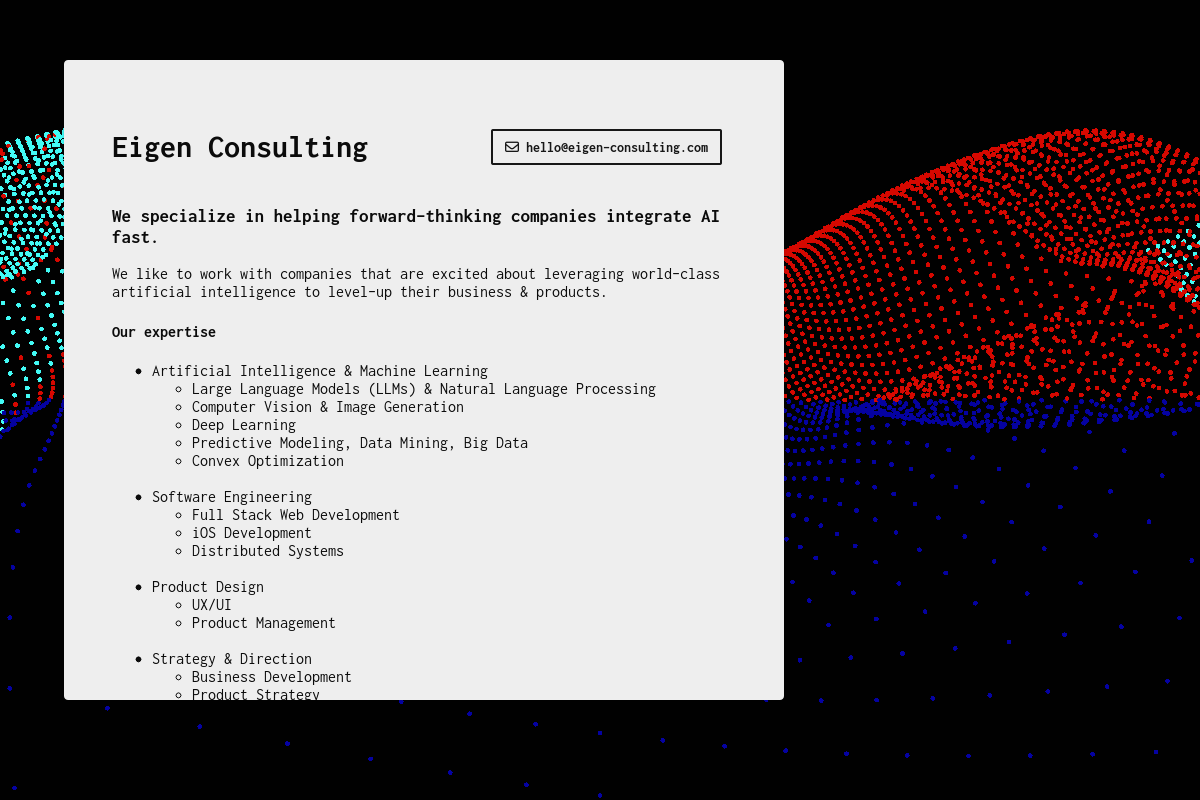 Eigen Consulting
hello@eigen-consulting.com
We specialize in helping forward-thinking companies integrate AI
fast.
We like to work with companies that are excited about leveraging world-class
artificial intelligence to level-up their business & products.
Our expertise
Artificial Intelligence & Machine Learning
Large Language Models (LLMs) & Natural Language Processing
Computer Vision & Image Generation
Deep Learning
Predictive Modeling, Data Mining, Big Data
Convex Optimization
Software Engineering
Full Stack Web Development
iOS Development
Distributed Systems
Product Design
UX/UI
Product Management
Strategy & Direction
Business Development
Product Strategy